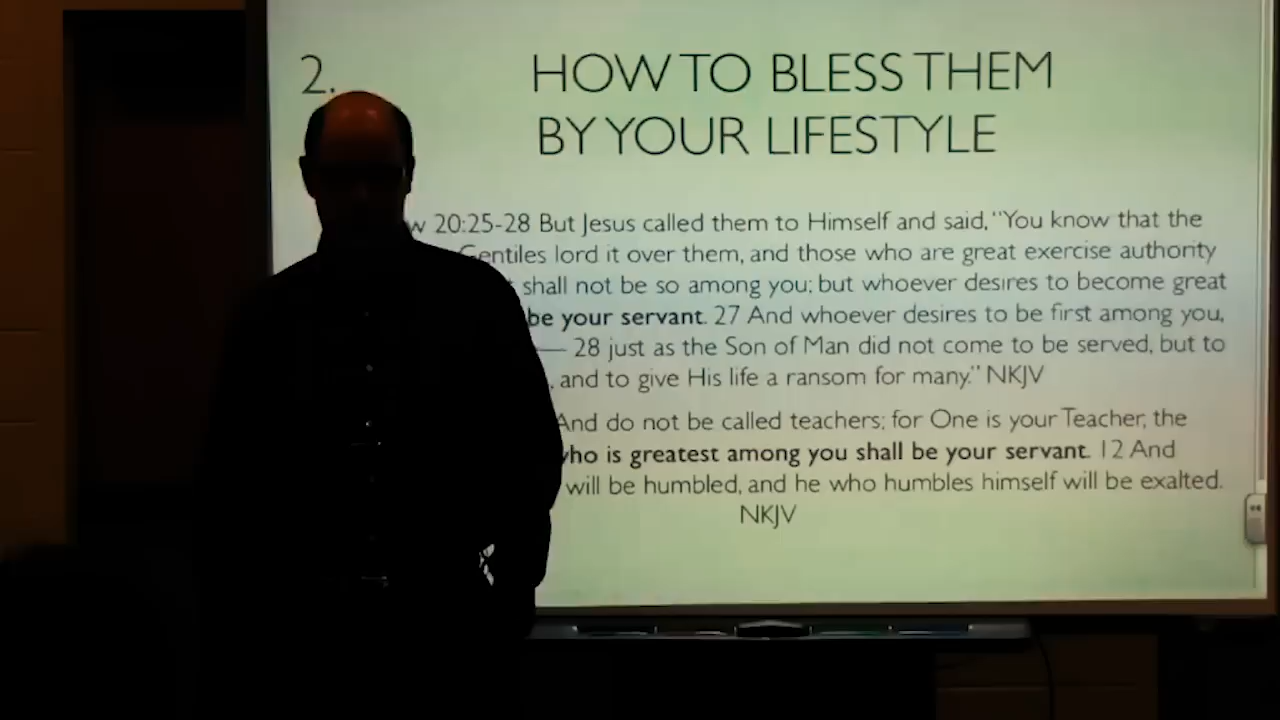 2. HOW TO BLESS THEM
BY YOUR LIFESTYLE
20:25-28 But Jesus called them to Himself and said, "You know that the
Gentiles lord it over them, and those who are great exercise authority
shall not be so among you; but whoever desires to become great
be your servant. 27 And whoever desires to be first among you,
— 28 just as the Son of Man did not come to be served, but to
, and to give His life a ransom for many." NKJV
And do not be called teachers; for One is your Teacher, the
who is greatest among you shall be your servant. 12 And
will be humbled, and he who humbles himself will be exalted.
NKJV